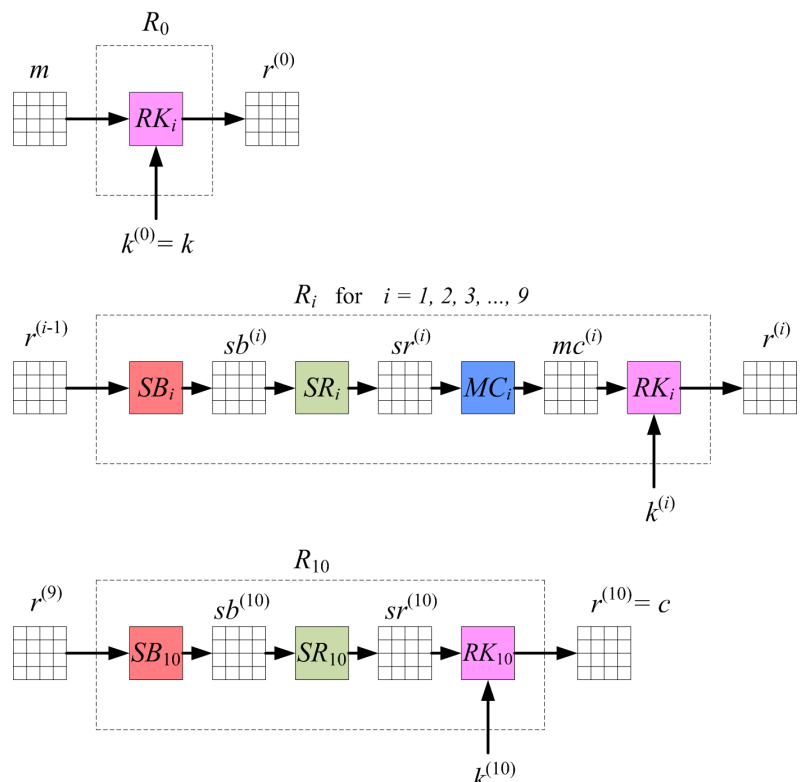 R₀
m r⁽⁰⁾
RKᵢ
k⁽⁰⁾= k
Rᵢ for i = 1, 2, 3, ..., 9
r⁽ⁱ⁻¹⁾ sb⁽ⁱ⁾ sr⁽ⁱ⁾ mc⁽ⁱ⁾ r⁽ⁱ⁾
SBᵢ SRᵢ MCᵢ RKᵢ
k⁽ⁱ⁾
R₁₀
r⁽⁹⁾ sb⁽¹⁰⁾ sr⁽¹⁰⁾ r⁽¹⁰⁾= c
SB₁₀ SR₁₀ RK₁₀
k⁽¹⁰⁾